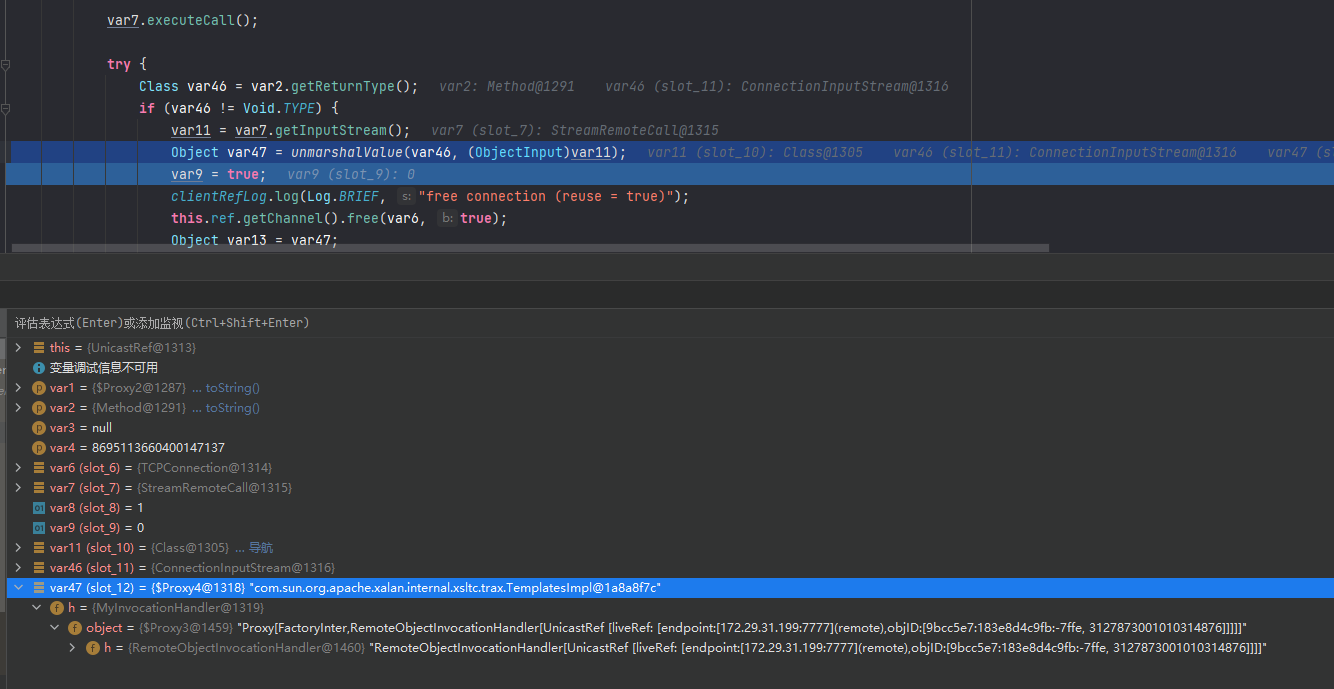 var7.executeCall();
try {
Class var46 = var2.getReturnType();   var2: Method@1291    var46 (slot_11): ConnectionInputStream@1316
if (var46 != Void.TYPE) {
var11 = var7.getInputStream();   var7 (slot_7): StreamRemoteCall@1315
Object var47 = unmarshalValue(var46, (ObjectInput)var11);   var11 (slot_10): Class@1305    var46 (slot_11): ConnectionInputStream@1316    var47 (s
var9 = true;   var9 (slot_9): 0
clientRefLog.log(Log.BRIEF, s: "free connection (reuse = true)");
this.ref.getChannel().free(var6, b: true);
Object var13 = var47;
评估表达式(Enter)或添加监视(Ctrl+Shift+Enter)
this = {UnicastRef@1313}
变量调试信息不可用
var1 = {$Proxy2@1287} ... toString()
var2 = {Method@1291} ... toString()
var3 = null
var4 = 8695113660400147137
var6 (slot_6) = {TCPConnection@1314}
var7 (slot_7) = {StreamRemoteCall@1315}
var8 (slot_8) = 1
var9 (slot_9) = 0
var11 (slot_10) = {Class@1305} ... 导航
var46 (slot_11) = {ConnectionInputStream@1316}
var47 (slot_12) = {$Proxy4@1318} "com.sun.org.apache.xalan.internal.xsltc.trax.TemplatesImpl@1a8a8f7c"
h = {MyInvocationHandler@1319}
object = {$Proxy3@1459} "Proxy[FactoryInter,RemoteObjectInvocationHandler[UnicastRef [liveRef: [endpoint:[172.29.31.199:7777](remote),objID:[9bcc5e7:183e8d4c9fb:-7ffe, 3127873001010314876]]]]]"
h = {RemoteObjectInvocationHandler@1460} "RemoteObjectInvocationHandler[UnicastRef [liveRef: [endpoint:[172.29.31.199:7777](remote),objID:[9bcc5e7:183e8d4c9fb:-7ffe, 3127873001010314876]]]]"